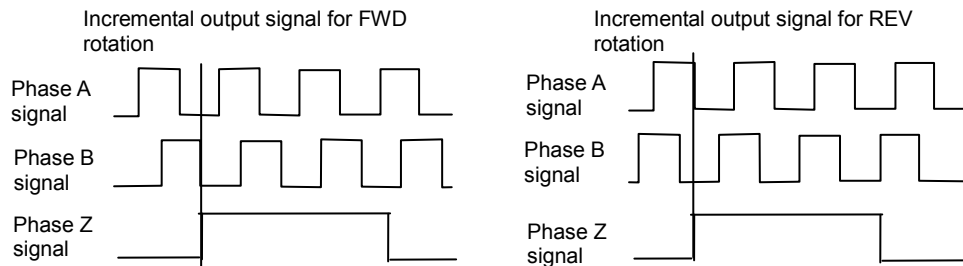 Incremental output signal for FWD
rotation
Phase A
signal
Phase B
signal
Phase Z
signal
Incremental output signal for REV
rotation
Phase A
signal
Phase B
signal
Phase Z
signal